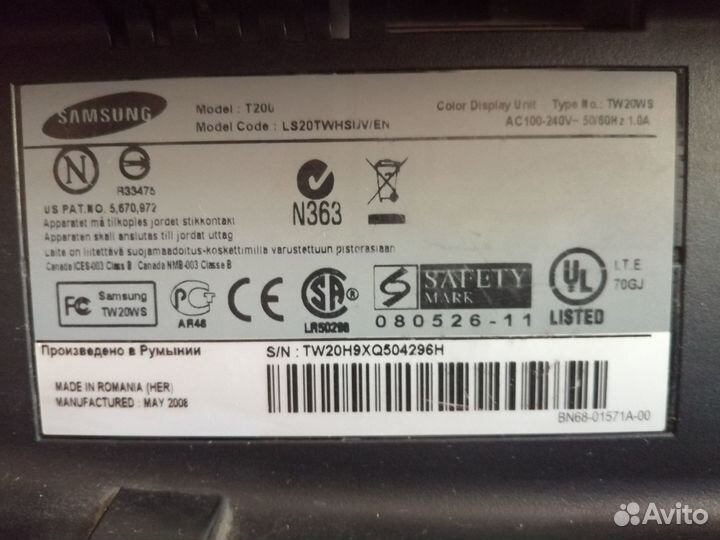 SAMSUNG
Model : T200
Model Code : LS20TWHSUV/EN
Color Display Unit Type No.: TW20WS
AC100-240V~ 50/60Hz 1.0A
N
R33475
N363
US PAT.NO. 5,670,972
Apparatet må tilkoples jordet stikkontakt
Apparaten skall anslutas till jordat uttag
Laite on liitettävä suojamaadoitus-koskettimilla varustettuun pistorasiaan
Canada ICES-003 Class B Canada NMB-003 Classe B
FC Samsung
TW20WS
AR46
CE
SA
LR50298
S SAFETY
MARK
080526-11
UL
LISTED
I.T.E
70GJ
Произведено в Румынии
S/N : TW20H9XQ504296H
MADE IN ROMANIA (HER)
MANUFACTURED : MAY 2008
BN68-01571A-00
Avito